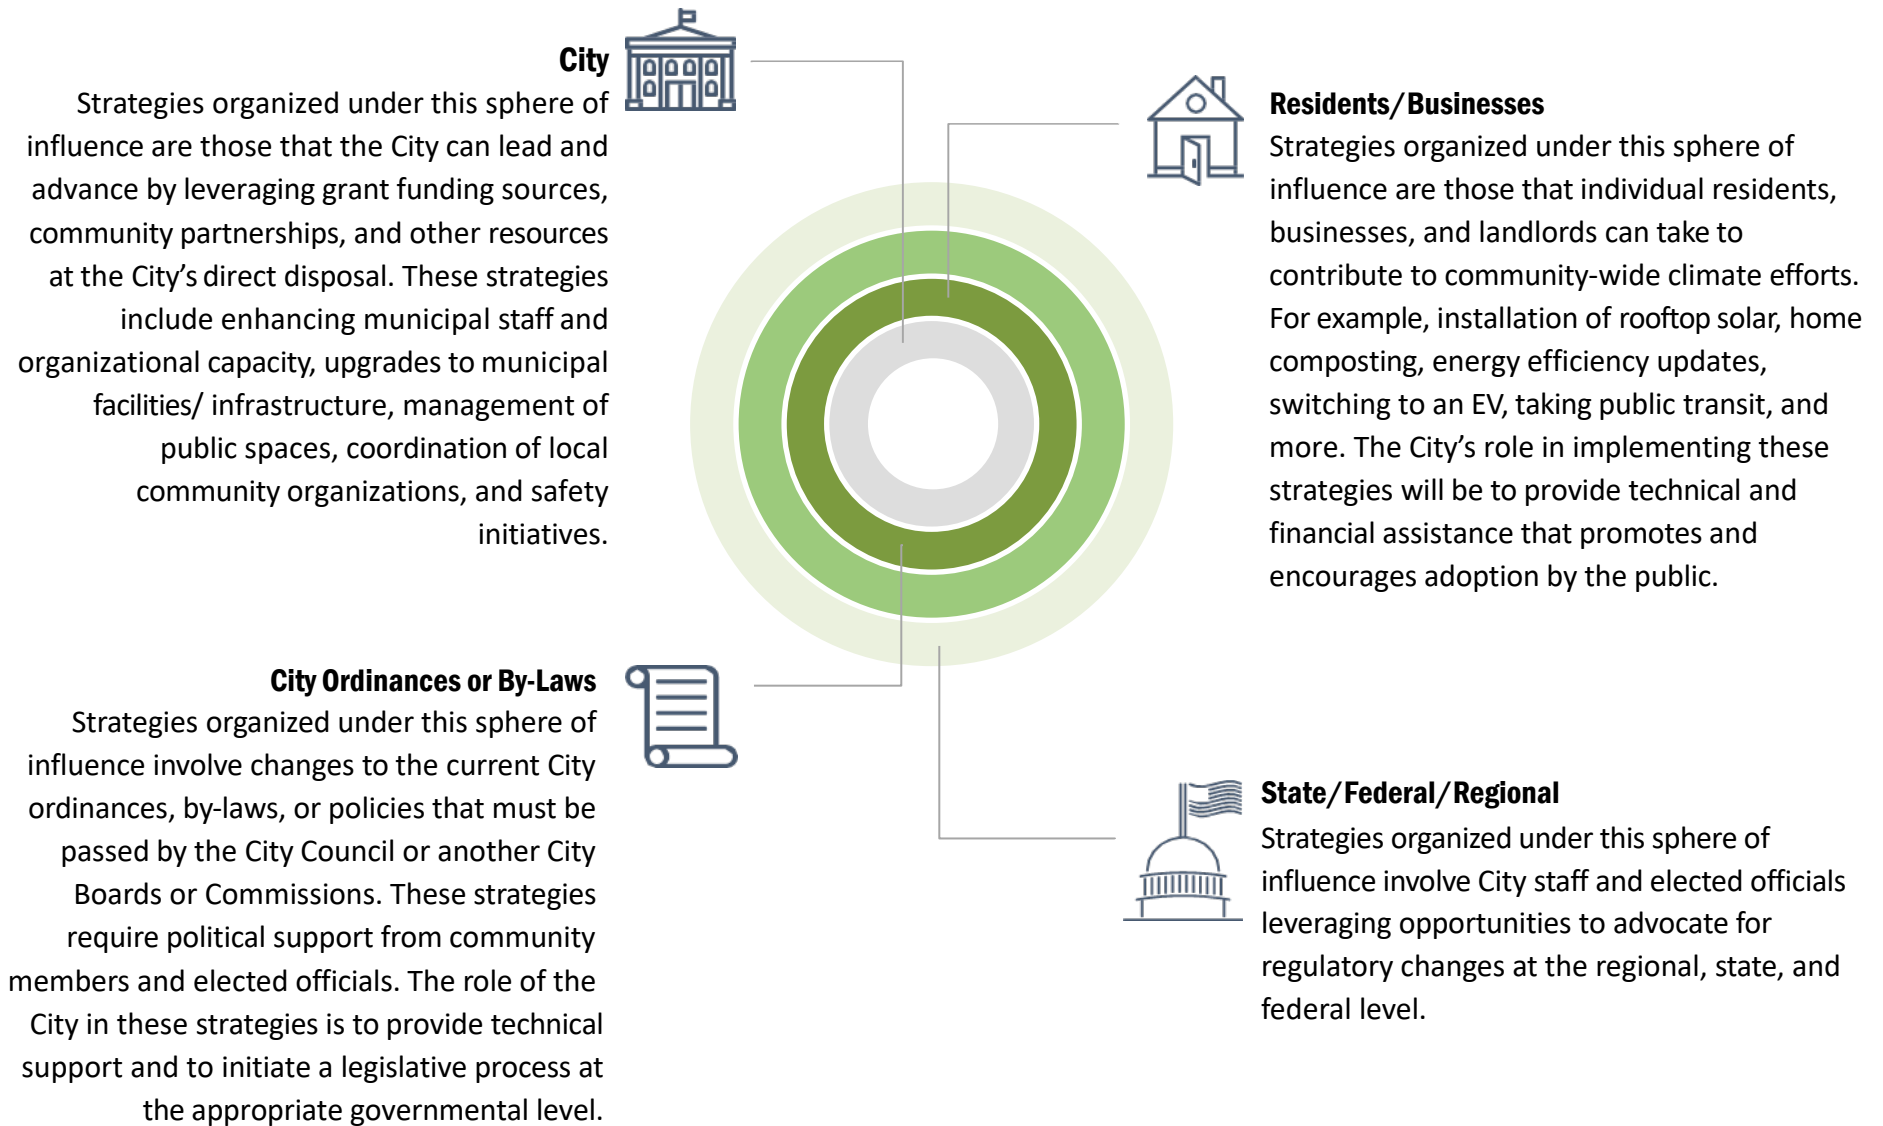 City
Strategies organized under this sphere of
influence are those that the City can lead and
advance by leveraging grant funding sources,
community partnerships, and other resources
at the City’s direct disposal. These strategies
include enhancing municipal staff and
organizational capacity, upgrades to municipal
facilities/ infrastructure, management of
public spaces, coordination of local
community organizations, and safety
initiatives.
Residents/Businesses
Strategies organized under this sphere of
influence are those that individual residents,
businesses, and landlords can take to
contribute to community-wide climate efforts.
For example, installation of rooftop solar, home
composting, energy efficiency updates,
switching to an EV, taking public transit, and
more. The City’s role in implementing these
strategies will be to provide technical and
financial assistance that promotes and
encourages adoption by the public.
City Ordinances or By-Laws
Strategies organized under this sphere of
influence involve changes to the current City
ordinances, by-laws, or policies that must be
passed by the City Council or another City
Boards or Commissions. These strategies
require political support from community
members and elected officials. The role of the
City in these strategies is to provide technical
support and to initiate a legislative process at
the appropriate governmental level.
State/Federal/Regional
Strategies organized under this sphere of
influence involve City staff and elected officials
leveraging opportunities to advocate for
regulatory changes at the regional, state, and
federal level.